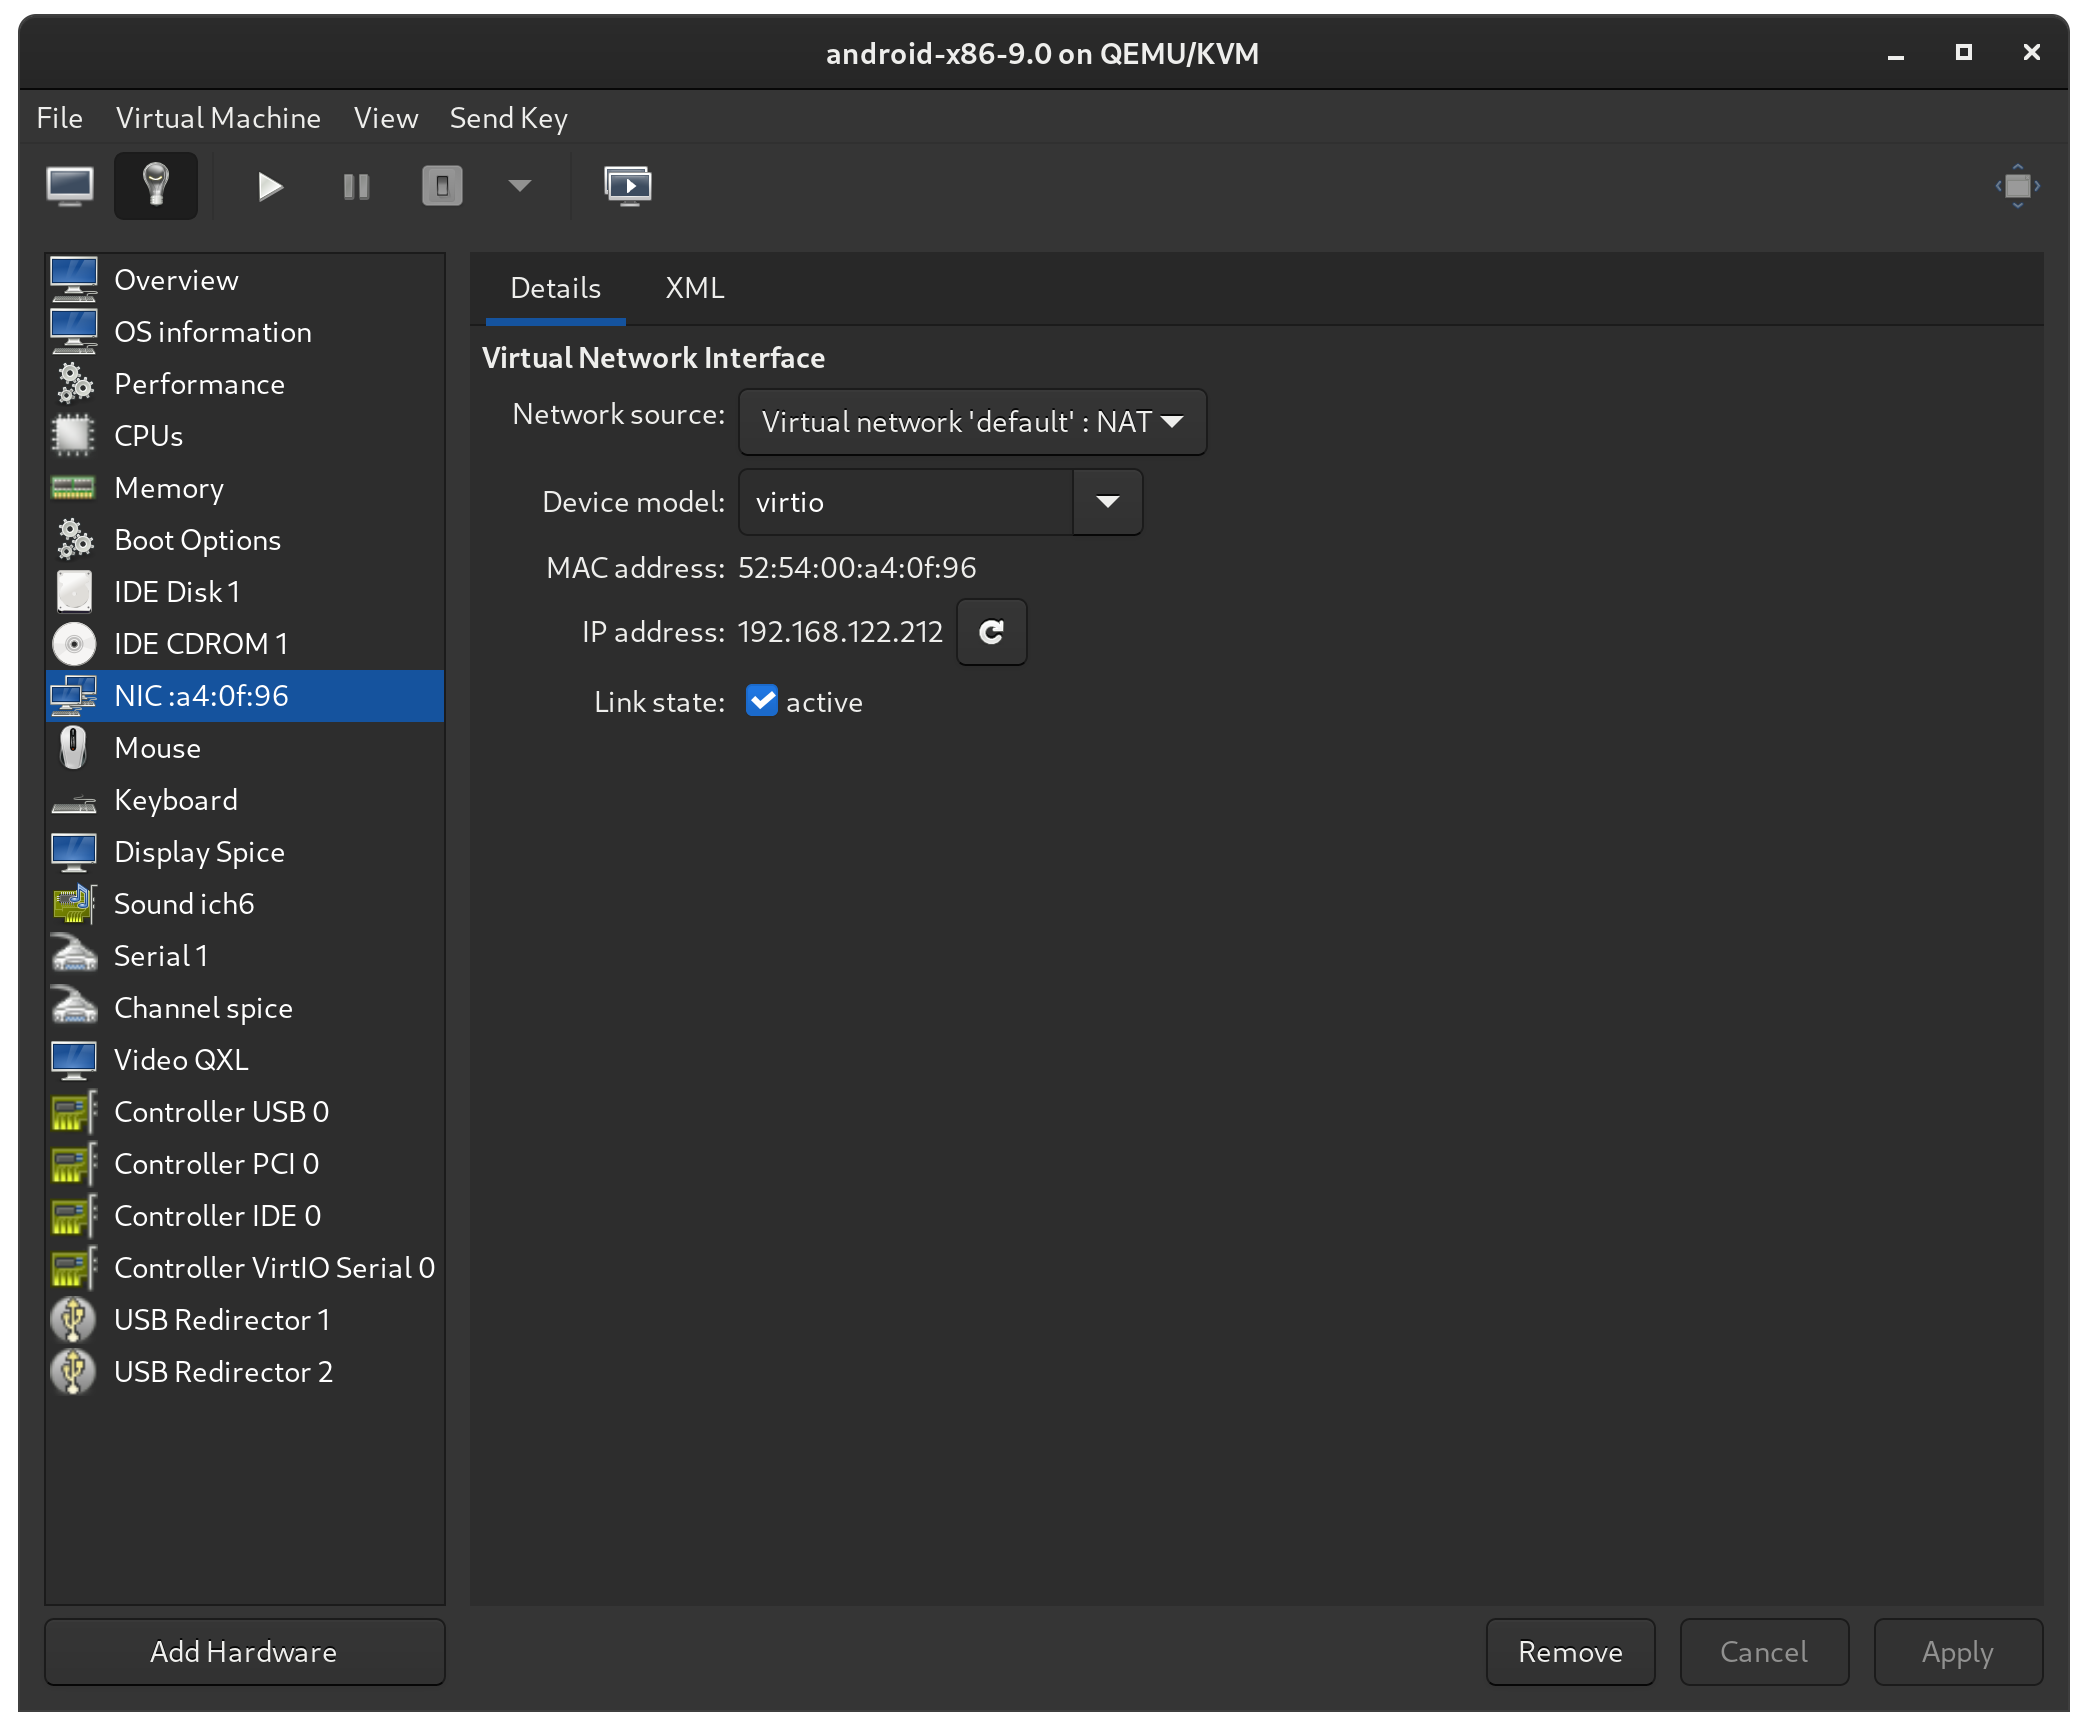 android-x86-9.0 on QEMU/KVM
File Virtual Machine View Send Key
Overview
OS information
Performance
CPUs
Memory
Boot Options
IDE Disk 1
IDE CDROM 1
NIC :a4:0f:96
Mouse
Keyboard
Display Spice
Sound ich6
Serial 1
Channel spice
Video QXL
Controller USB 0
Controller PCI 0
Controller IDE 0
Controller VirtIO Serial 0
USB Redirector 1
USB Redirector 2
Add Hardware
Details XML
Virtual Network Interface
Network source: Virtual network 'default' : NAT
Device model: virtio
MAC address: 52:54:00:a4:0f:96
IP address: 192.168.122.212
Link state: active
Remove Cancel Apply